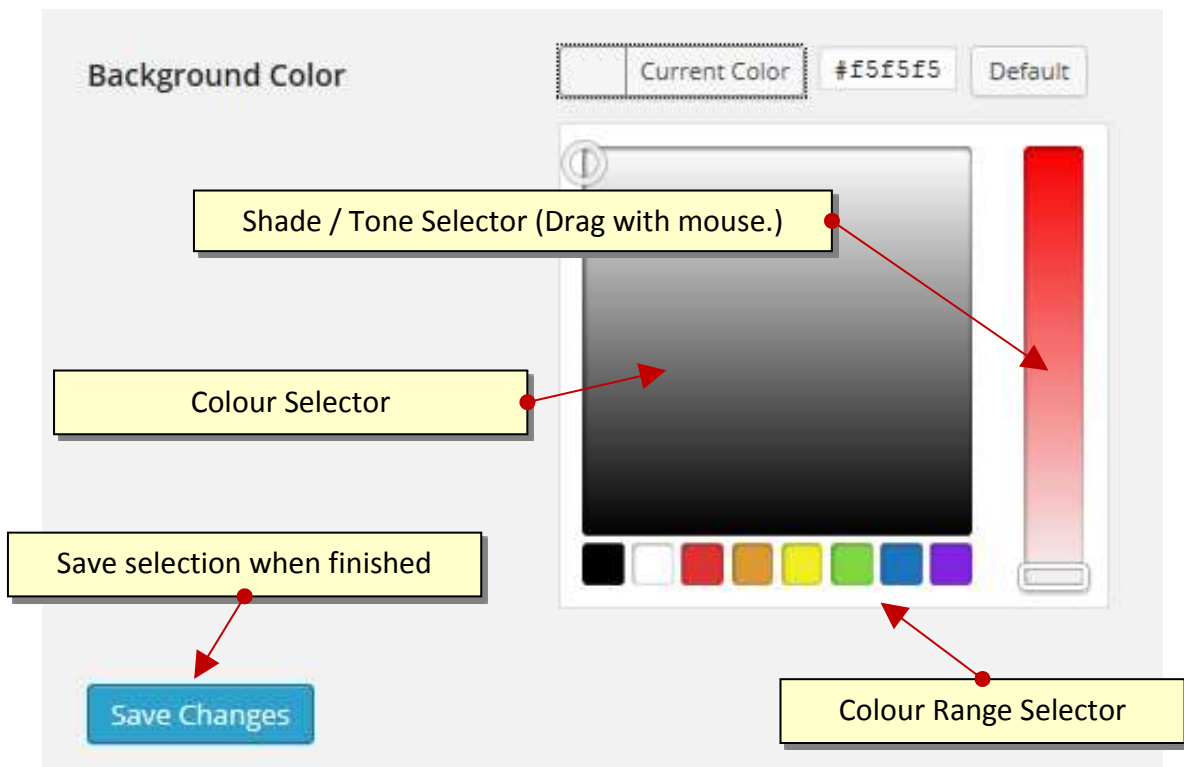 Background Color
Current Color
#f5f5f5
Default
Shade / Tone Selector (Drag with mouse.)
Colour Selector
Save selection when finished
Save Changes
Colour Range Selector